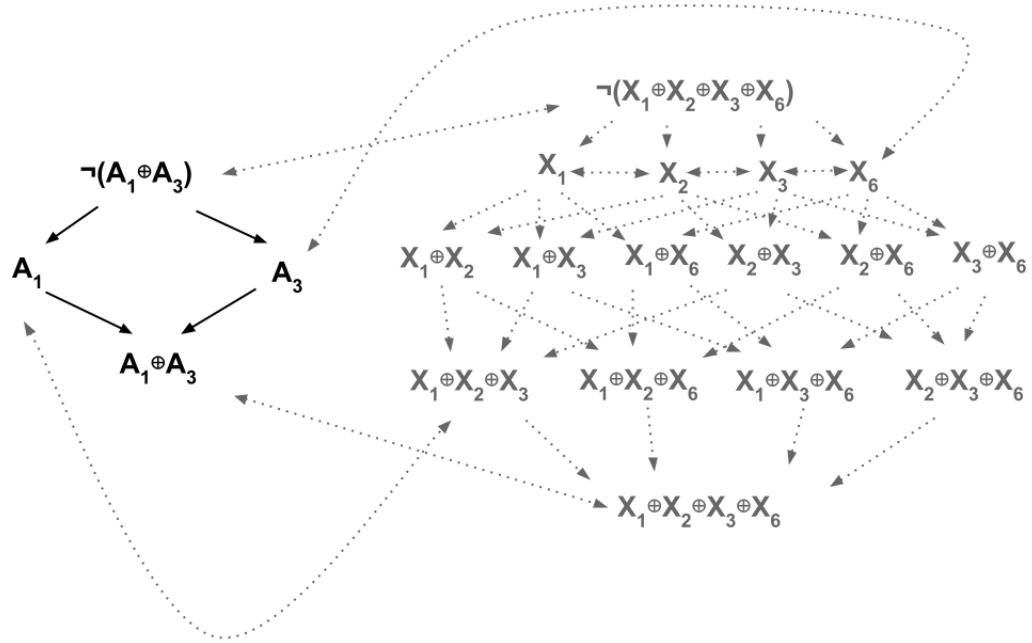 ¬(X₁⊕X₂⊕X₃⊕X₆)
¬(A₁⊕A₃)
X₁ X₂ X₃ X₆
A₁ A₃
X₁⊕X₂ X₁⊕X₃ X₁⊕X₆ X₂⊕X₃ X₂⊕X₆ X₃⊕X₆
A₁⊕A₃
X₁⊕X₂⊕X₃ X₁⊕X₂⊕X₆ X₁⊕X₃⊕X₆ X₂⊕X₃⊕X₆
X₁⊕X₂⊕X₃⊕X₆